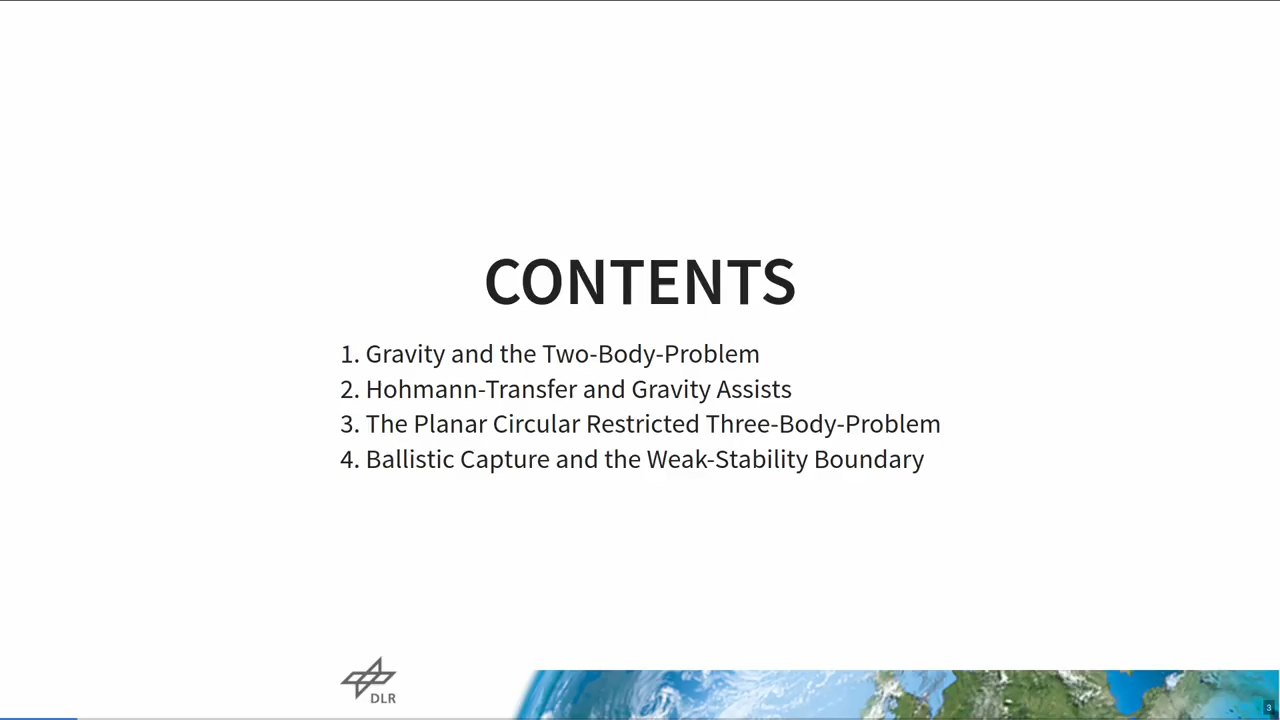 CONTENTS
1. Gravity and the Two-Body-Problem
2. Hohmann-Transfer and Gravity Assists
3. The Planar Circular Restricted Three-Body-Problem
4. Ballistic Capture and the Weak-Stability Boundary
DLR
3